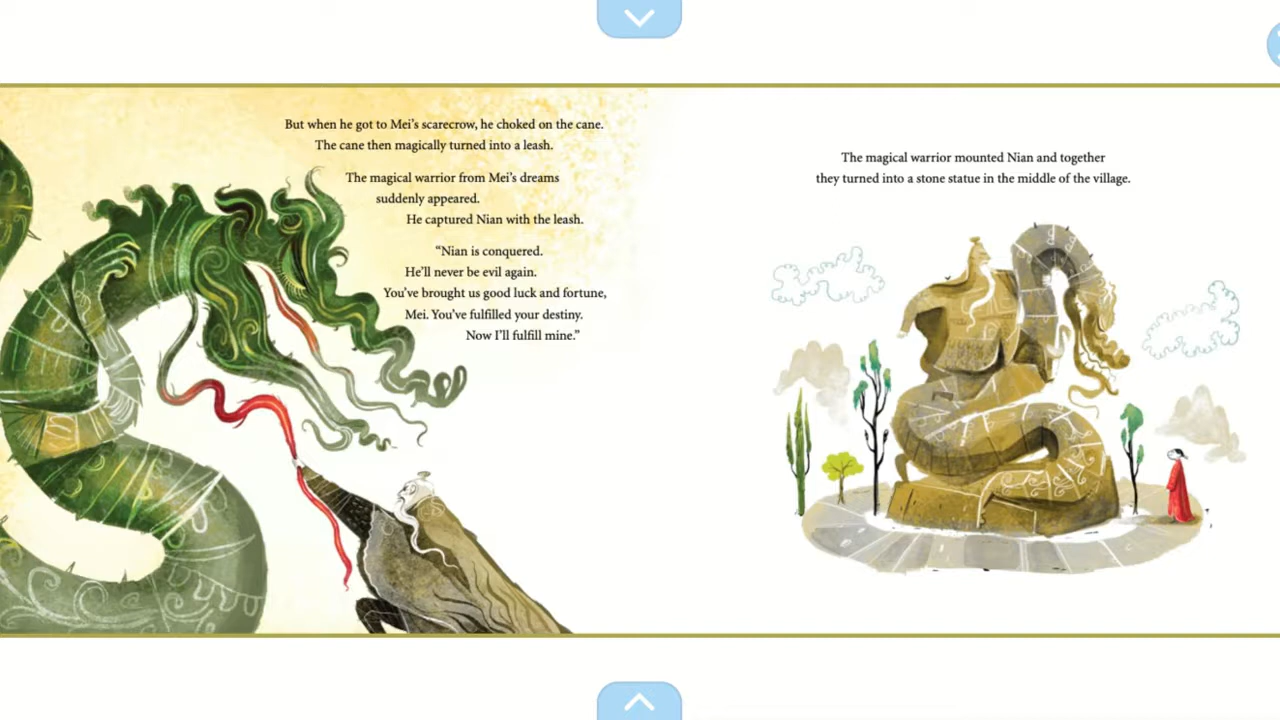 But when he got to Mei’s scarecrow, he choked on the cane.
The cane then magically turned into a leash.
The magical warrior from Mei’s dreams
suddenly appeared.
He captured Nian with the leash.
“Nian is conquered.
He’ll never be evil again.
You’ve brought us good luck and fortune,
Mei. You’ve fulfilled your destiny.
Now I’ll fulfill mine.”
The magical warrior mounted Nian and together
they turned into a stone statue in the middle of the village.